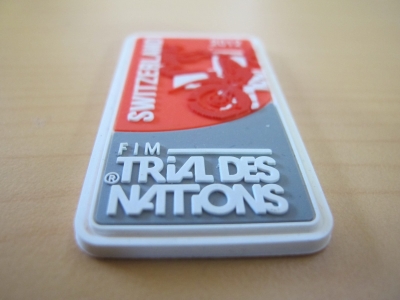 SWITZERLAND
FIM
TRIAL DES
® NATIONS